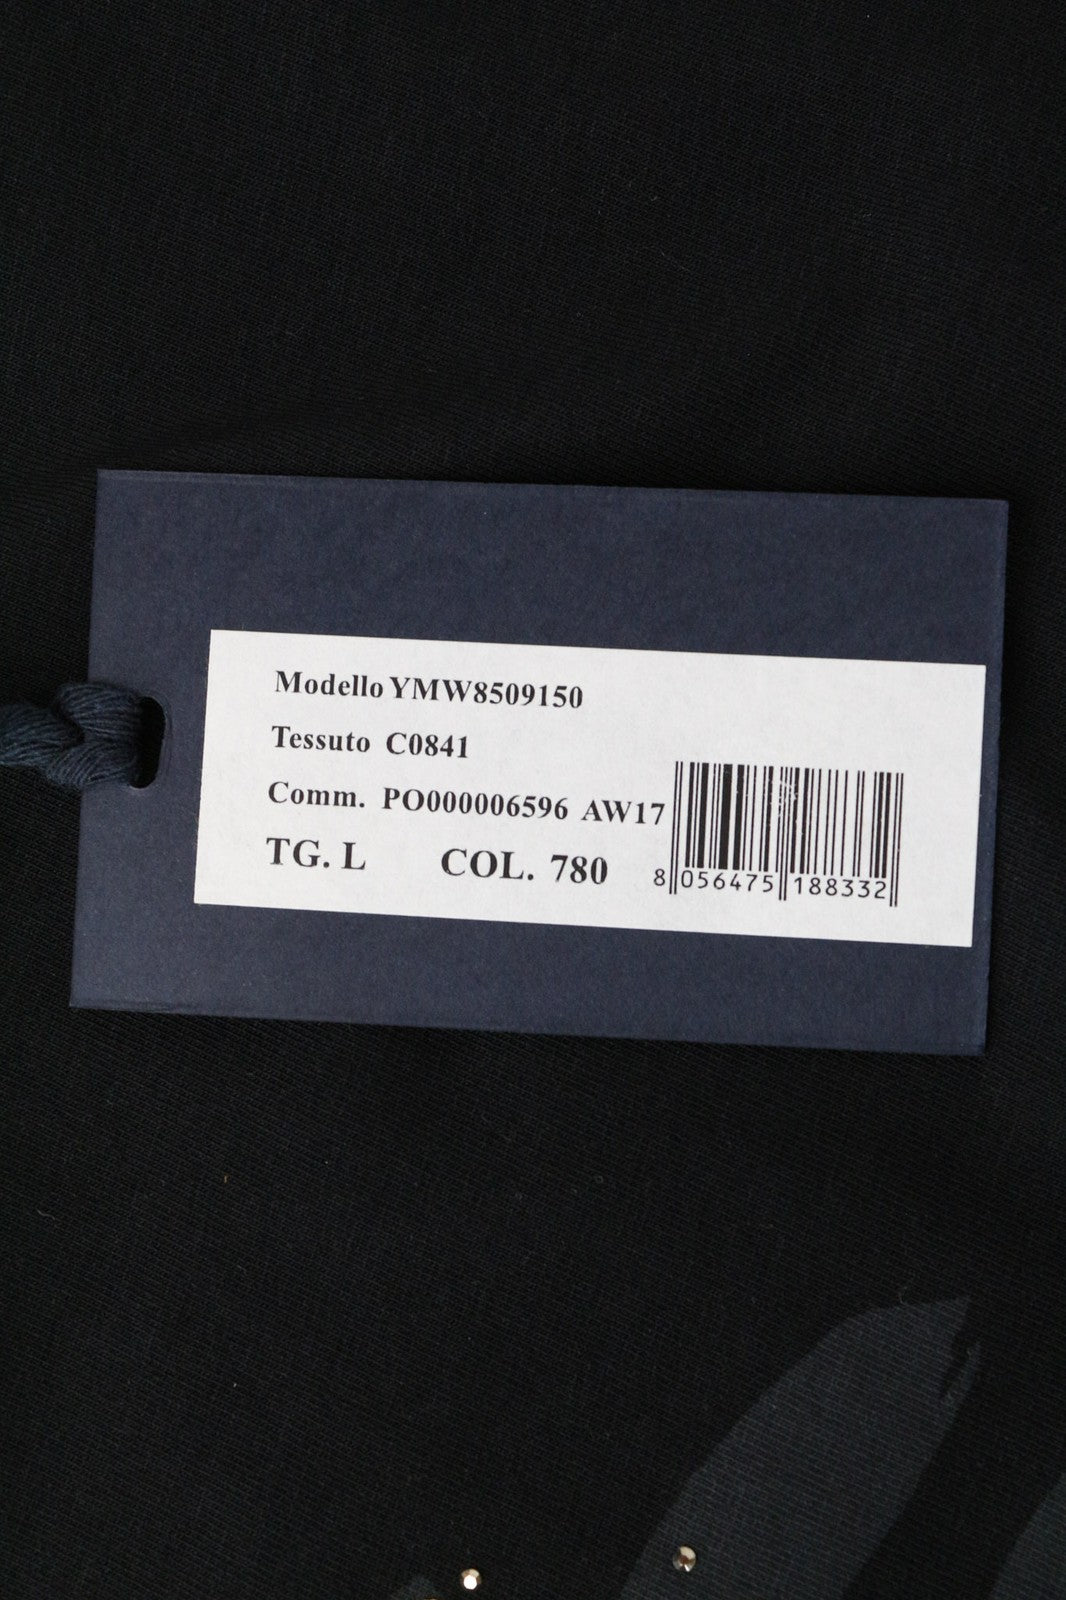 Modello YMW8509150
Tessuto C0841
Comm. PO000006596 AW17
TG. L COL. 780
8 056475 188332